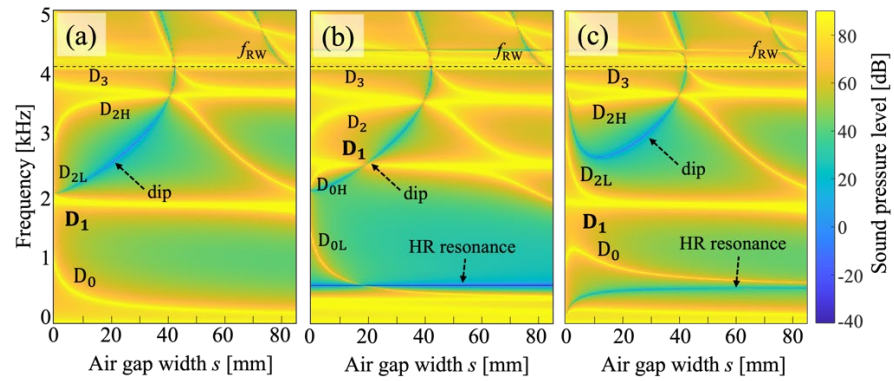 (a)
(b)
(c)
Frequency [kHz]
5
4
3
2
1
0
f_RW
D_3
D_2H
D_2L
dip
D_1
D_0
0 20 40 60 80
Air gap width s [mm]
f_RW
D_3
D_2
D_1
dip
D_0H
D_0L
HR resonance
0 20 40 60 80
Air gap width s [mm]
f_RW
D_3
D_2H
D_2L
dip
D_1
D_0
HR resonance
0 20 40 60 80
Air gap width s [mm]
80
60
40
20
0
-20
-40
Sound pressure level [dB]